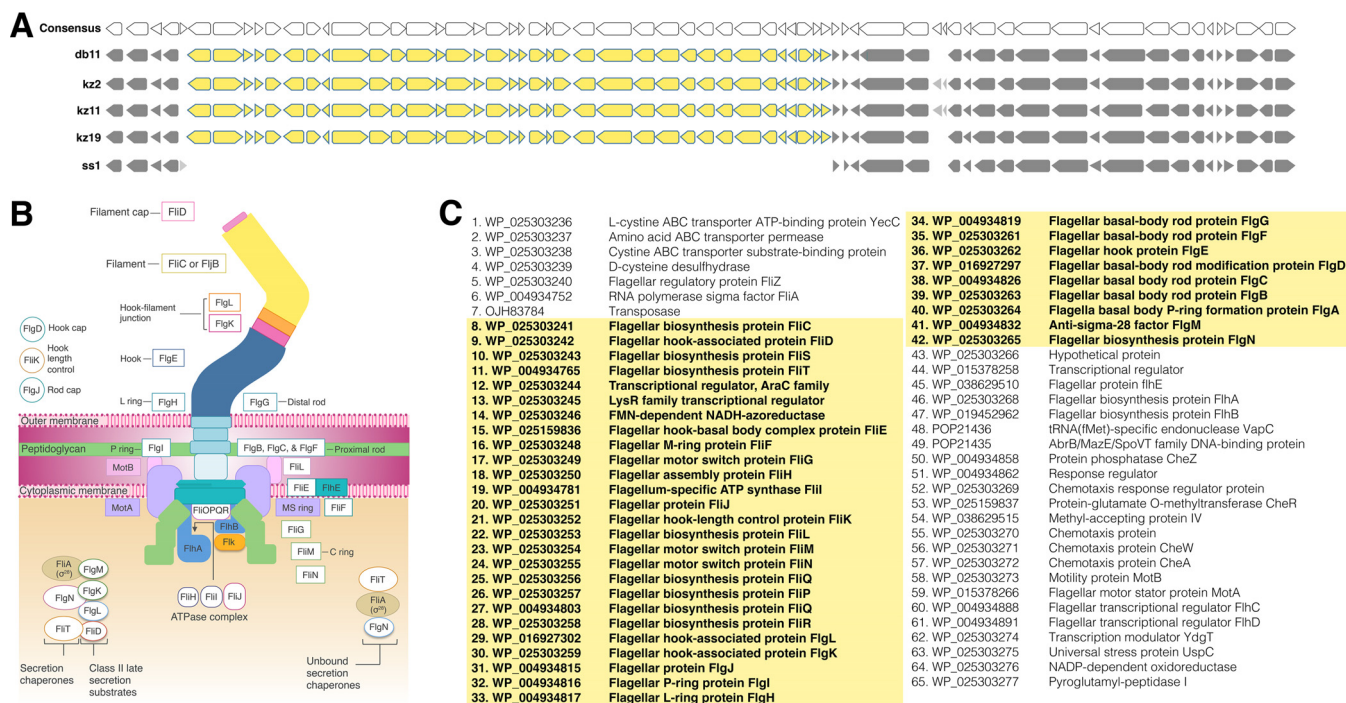 A
Consensus
db11
kz2
kz11
kz19
ss1
B
Filament cap
FliD
Filament
FliC or FljB
Hook-filament
junction
FlgL
FlgK
FlgD
Hook cap
FliK
Hook
length
control
FlgJ
Rod cap
Hook
FlgE
L ring
FlgH
FlgG
Distal rod
Outer membrane
Peptidoglycan
P ring
FlgI
FlgB, FlgC, & FlgF
Proximal rod
MotB
FliL
FliE
FlhE
Cytoplasmic membrane
MotA
FliOPQR
MS ring
FliF
FlhB
FliG
FlhA
Flk
FliM
C ring
FliN
FliA
(σ²⁸)
FlgM
FlgK
FlgN
FlgL
FliT
FliD
FliH
FliI
FliJ
ATPase complex
FliT
FliA
(σ²⁸)
FlgN
Secretion
chaperones
Class II late
secretion
substrates
Unbound
secretion
chaperones
C
1. WP_025303236 L-cystine ABC transporter ATP-binding protein YecC
2. WP_025303237 Amino acid ABC transporter permease
3. WP_025303238 Cystine ABC transporter substrate-binding protein
4. WP_025303239 D-cysteine desulfhydrase
5. WP_025303240 Flagellar regulatory protein FliZ
6. WP_004934752 RNA polymerse sigma factor FliA
7. OJH83784 Transposase
8. WP_025303241 Flagellar biosynthesis protein FliC
9. WP_025303242 Flagellar hook-associated protein FliD
10. WP_025303243 Flagellar biosynthesis protein FliS
11. WP_004934765 Flagellar biosynthesis protein FliT
12. WP_025303244 Transcriptional regulator, AraC family
13. WP_025303245 LysR family transcriptional regulator
14. WP_025303246 FMN-dependent NADH-azoreductase
15. WP_025159836 Flagellar hook-basal body complex protein FliE
16. WP_025303248 Flagellar M-ring protein FliF
17. WP_025303249 Flagellar motor switch protein FliG
18. WP_025303250 Flagellar assembly protein FliH
19. WP_004934781 Flagellum-specific ATP synthase FliI
20. WP_025303251 Flagellar protein FliJ
21. WP_025303252 Flagellar hook-length control protein FliK
22. WP_025303253 Flagellar biosynthesis protein FliL
23. WP_025303254 Flagellar motor switch protein FliM
24. WP_025303255 Flagellar motor switch protein FliN
25. WP_025303256 Flagellar biosynthesis protein FliQ
26. WP_025303257 Flagellar biosynthesis protein FliP
27. WP_004934803 Flagellar biosynthesis protein FliQ
28. WP_025303258 Flagellar biosynthesis protein FliR
29. WP_016927302 Flagellar hook-associated protein FlgL
30. WP_025303259 Flagellar hook-associated protein FlgK
31. WP_004934815 Flagellar protein FlgJ
32. WP_004934816 Flagellar P-ring protein FlgI
33. WP_004934817 Flagellar L-ring protein FlgH
34. WP_004934819 Flagellar basal-body rod protein FlgG
35. WP_025303261 Flagellar basal-body rod protein FlgF
36. WP_025303262 Flagellar hook protein FlgE
37. WP_016927297 Flagellar basal-body rod modification protein FlgD
38. WP_004934826 Flagellar basal-body rod protein FlgC
39. WP_025303263 Flagellar basal-body rod protein FlgB
40. WP_025303264 Flagella basal body P-ring formation protein FlgA
41. WP_004934832 Anti-sigma-28 factor FlgM
42. WP_025303265 Flagellar biosynthesis protein FlgN
43. WP_025303266 Hypothetical protein
44. WP_015378258 Transcriptional regulator
45. WP_038629510 Flagellar protein flhE
46. WP_025303268 Flagellar biosynthesis protein FlhA
47. WP_019452962 Flagellar biosynthesis protein FlhB
48. POP21436 tRNA(fMet)-specific endonuclease VapC
49. POP21435 AbrB/MazE/SpoVT family DNA-binding protein
50. WP_004934858 Protein phosphatase CheZ
51. WP_004934862 Response regulator
52. WP_025303269 Chemotaxis response regulator protein
53. WP_025159837 Protein-glutamate O-methyltransferase CheR
54. WP_038629515 Methyl-accepting protein IV
55. WP_025303270 Chemotaxis protein
56. WP_025303271 Chemotaxis protein CheW
57. WP_025303272 Chemotaxis protein CheA
58. WP_025303273 Motility protein MotB
59. WP_015378266 Flagellar motor stator protein MotA
60. WP_004934888 Flagellar transcriptional regulator FlhC
61. WP_004934891 Flagellar transcriptional regulator FlhD
62. WP_025303274 Transcription modulator YdgT
63. WP_025303275 Universal stress protein UspC
64. WP_025303276 NADP-dependent oxidoreductase
65. WP_025303277 Pyroglutamyl-peptidase I